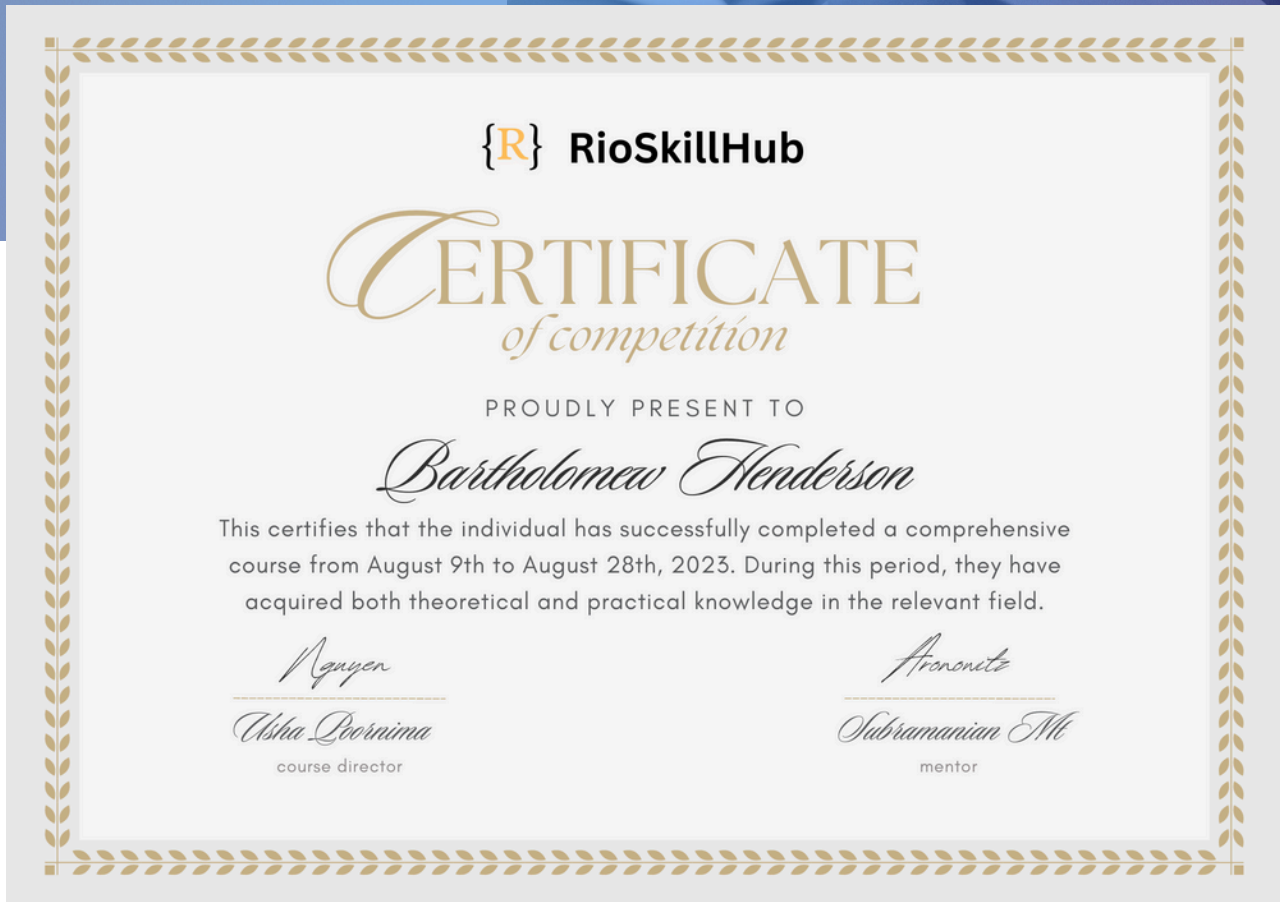 {R} RioSkillHub
CERTIFICATE
of competition
PROUDLY PRESENT TO
Bartholomew Henderson
This certifies that the individual has successfully completed a comprehensive
course from August 9th to August 28th, 2023. During this period, they have
acquired both theoretical and practical knowledge in the relevant field.
Nguyen Arononitz
Usha Poornima Subramanian Mt
course director mentor